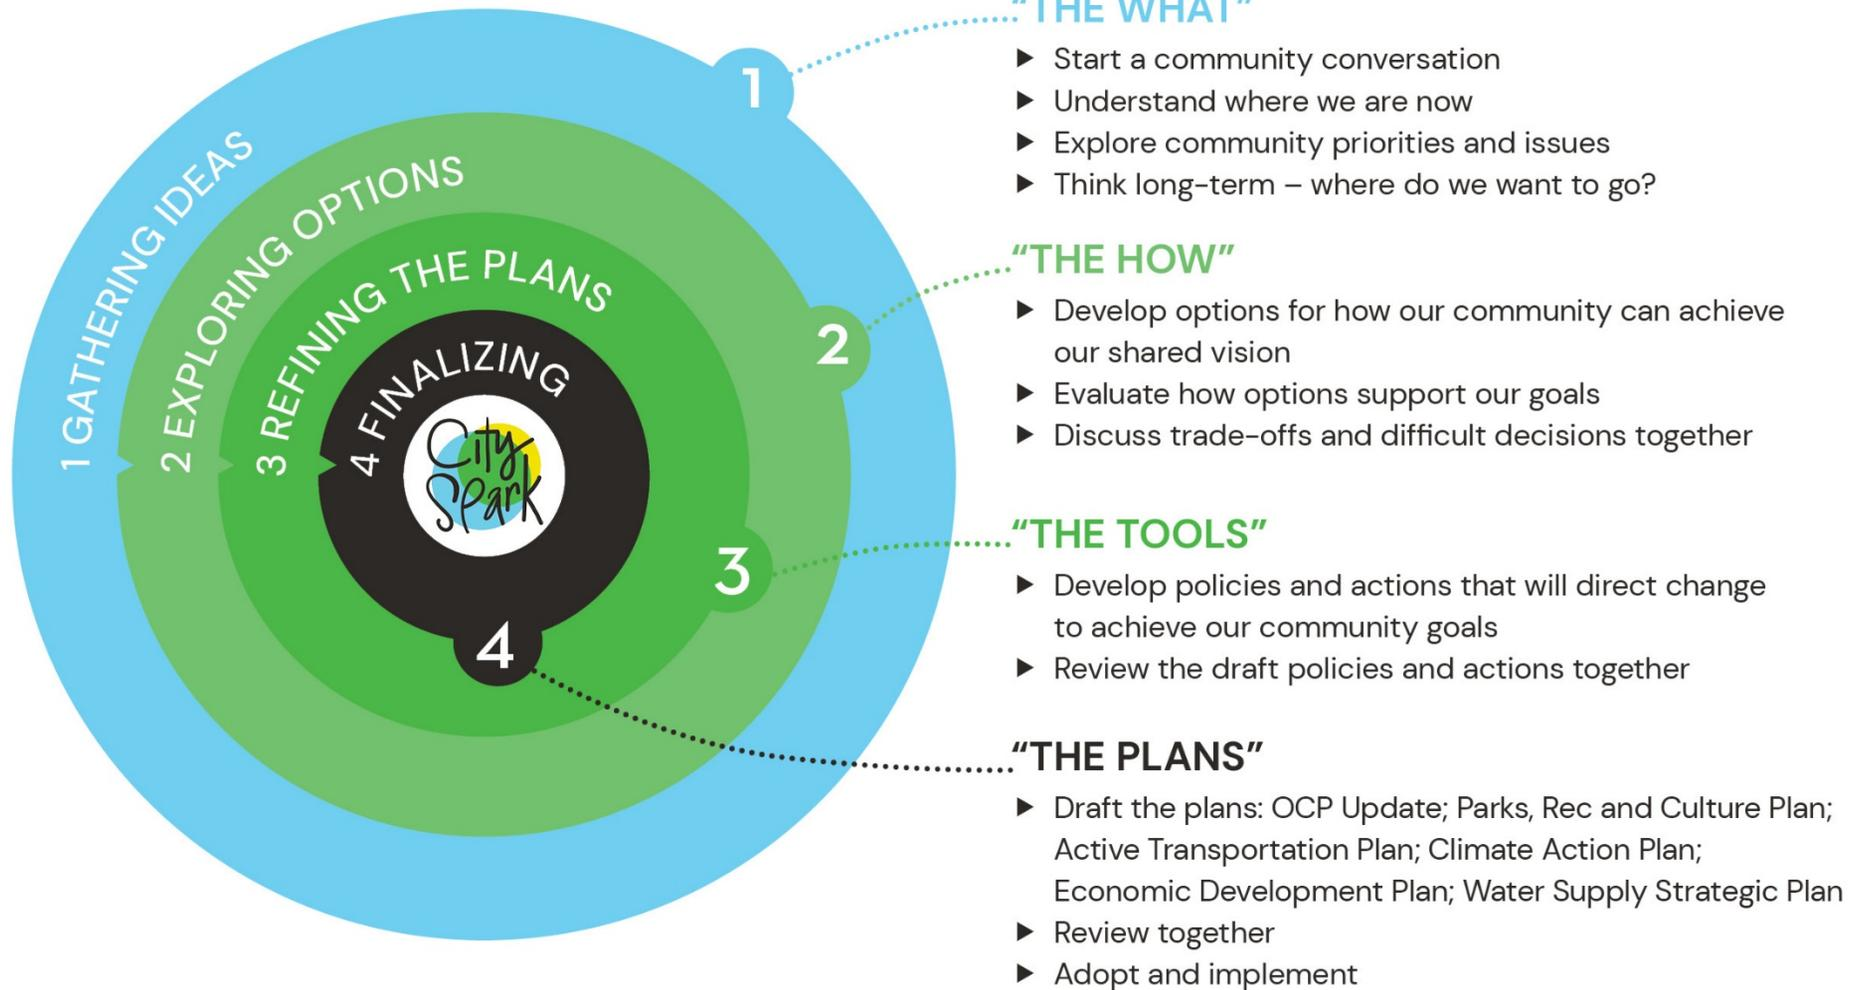 1 GATHERING IDEAS
2 EXPLORING OPTIONS
3 REFINING THE PLANS
4 FINALIZING
City
Spark
1
2
3
4
“THE WHAT”
Start a community conversation
Understand where we are now
Explore community priorities and issues
Think long-term – where do we want to go?
“THE HOW”
Develop options for how our community can achieve
our shared vision
Evaluate how options support our goals
Discuss trade-offs and difficult decisions together
“THE TOOLS”
Develop policies and actions that will direct change
to achieve our community goals
Review the draft policies and actions together
“THE PLANS”
Draft the plans: OCP Update; Parks, Rec and Culture Plan;
Active Transportation Plan; Climate Action Plan;
Economic Development Plan; Water Supply Strategic Plan
Review together
Adopt and implement